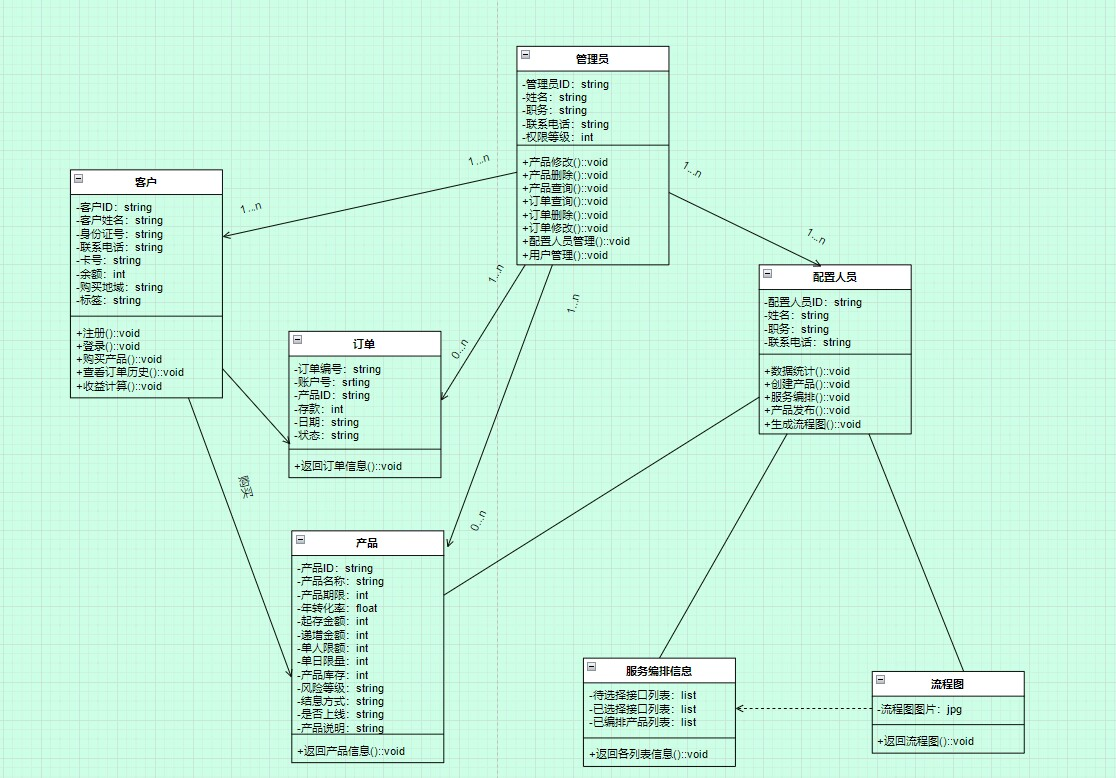 管理员
-管理员ID：string
-姓名：string
-职务：string
-联系电话：string
-权限等级：int
+产品修改()::void
+产品删除()::void
+产品查询()::void
+订单查询()::void
+订单删除()::void
+订单修改()::void
+配置人员管理()::void
+用户管理()::void
1...n
1...n
1...n
1...n
客户
-客户ID：string
-客户姓名：string
-身份证号：string
-联系电话：string
-卡号：string
-余额：int
-购买地域：string
-标签：string
+注册()::void
+登录()::void
+购买产品()::void
+查看订单历史()::void
+收益计算()::void
1...n
1...n
0...n
0...n
购买
配置人员
-配置人员ID：string
-姓名：string
-职务：string
-联系电话：string
+数据统计()::void
+创建产品()::void
+服务编排()::void
+产品发布()::void
+生成流程图()::void
订单
-订单编号：string
-账户号：srting
-产品ID：string
-存款：int
-日期：string
-状态：string
+返回订单信息()::void
产品
-产品ID：string
-产品名称：string
-产品期限：int
-年转化率：float
-起存金额：int
-递增金额：int
-单人限额：int
-单日限量：int
-产品库存：int
-风险等级：string
-结息方式：string
-是否上线：string
-产品说明：string
+返回产品信息()::void
服务编排信息
-待选择接口列表：list
-已选择接口列表：list
-已编排产品列表：list
+返回各列表信息()::void
流程图
-流程图图片：jpg
+返回流程图()::void